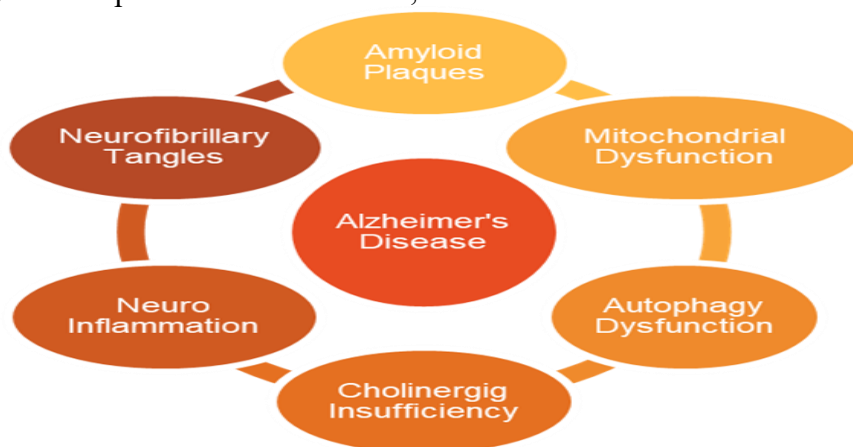 Amyloid
Plaques
Mitochondrial
Dysfunction
Autophagy
Dysfunction
Cholinergig
Insufficiency
Neuro
Inflammation
Neurofibrillary
Tangles
Alzheimer's
Disease